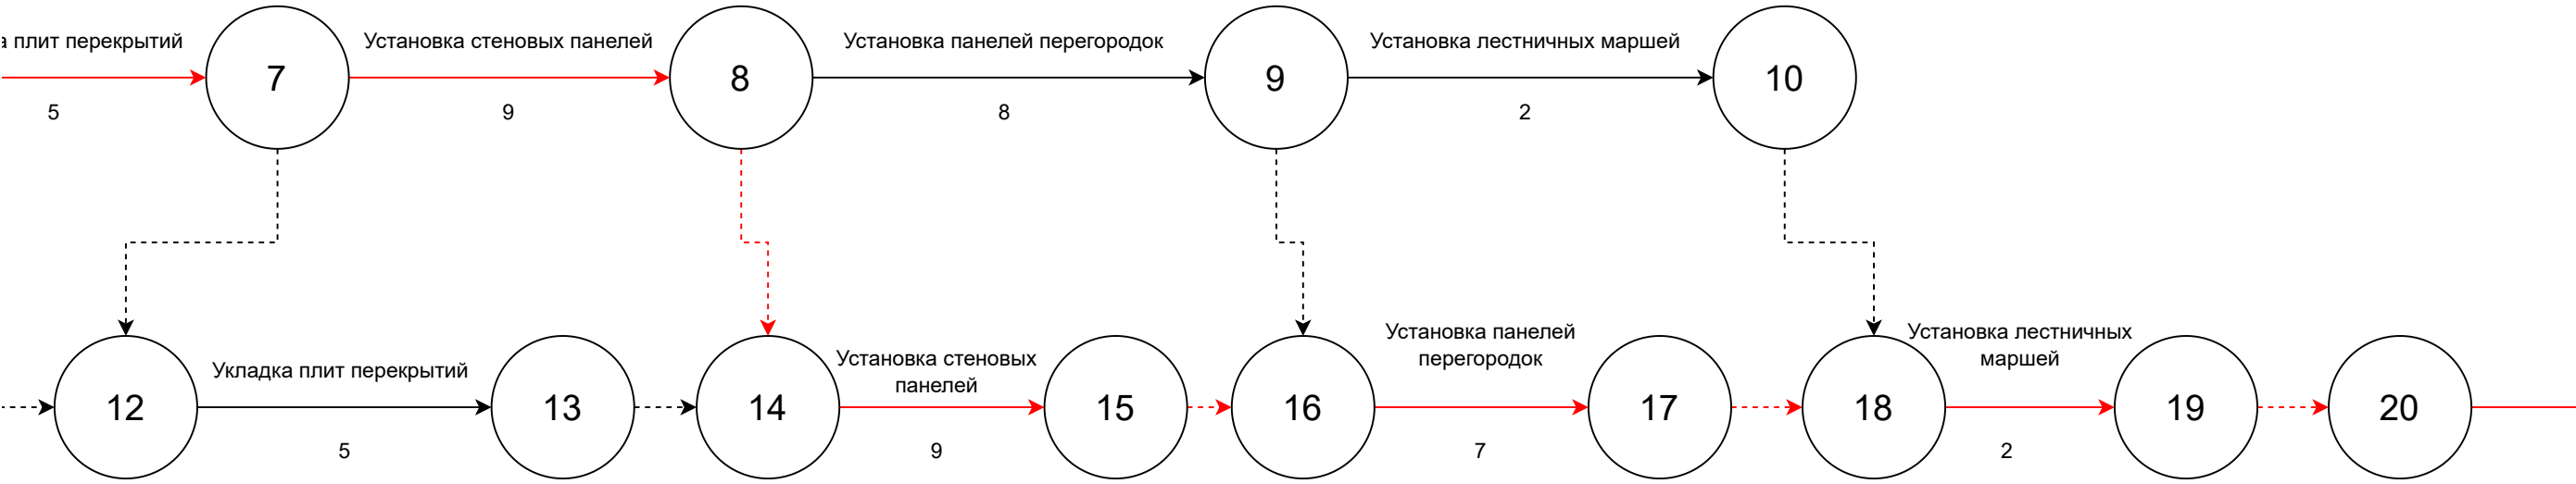 плит перекрытий
Установка стеновых панелей
Установка панелей перегородок
Установка лестничных маршей
7
8
9
10
5
9
8
2
Укладка плит перекрытий
Установка стеновых
панелей
Установка панелей
перегородок
Установка лестничных
маршей
12
13
14
15
16
17
18
19
20
5
9
7
2